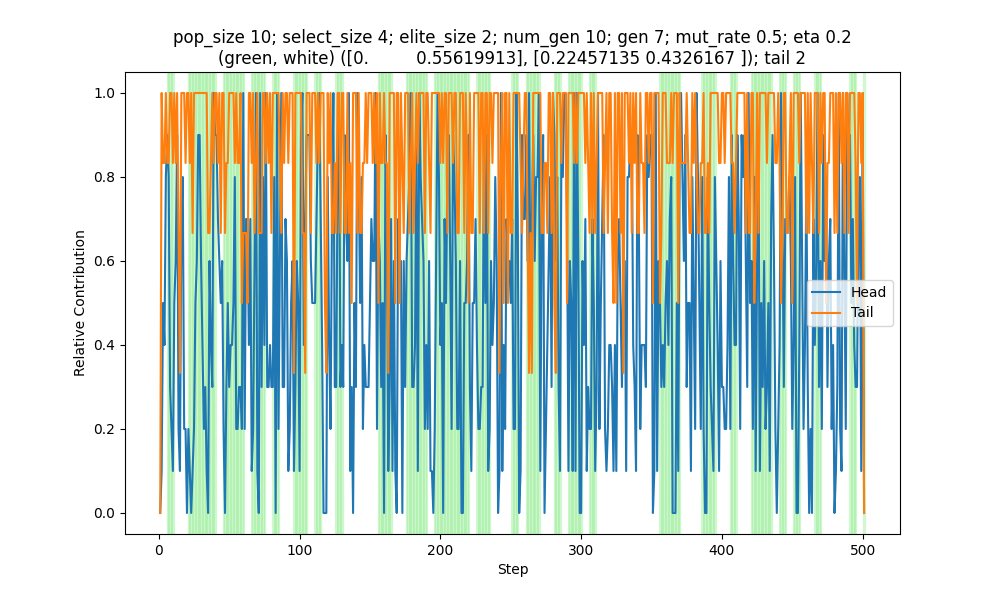 pop_size 10; select_size 4; elite_size 2; num_gen 10; gen 7; mut_rate 0.5; eta 0.2
(green, white) ([0.         0.55619913], [0.22457135 0.4326167 ]); tail 2
1.0
0.8
0.6
0.4
0.2
0.0
Relative Contribution
Head
Tail
0
100
200
300
400
500
Step